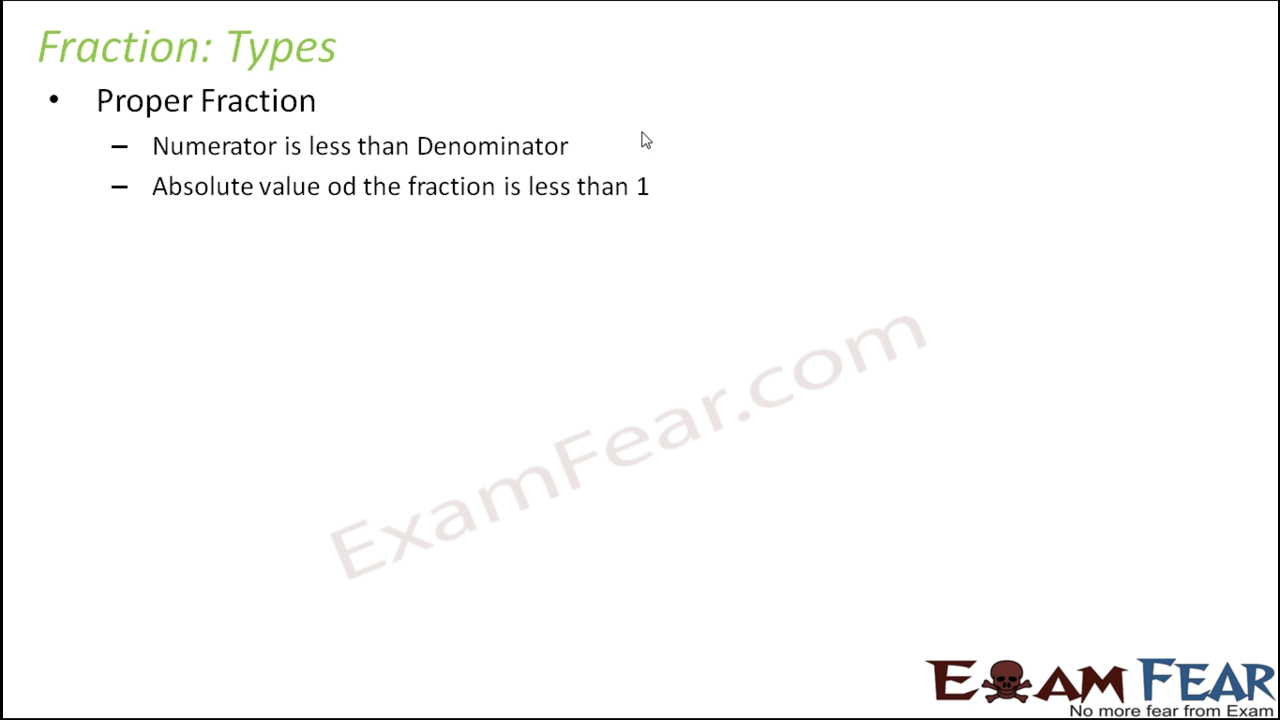 Fraction: Types
• Proper Fraction
– Numerator is less than Denominator
– Absolute value od the fraction is less than 1
ExamFear.com
EXAM FEAR
No more fear from Exam